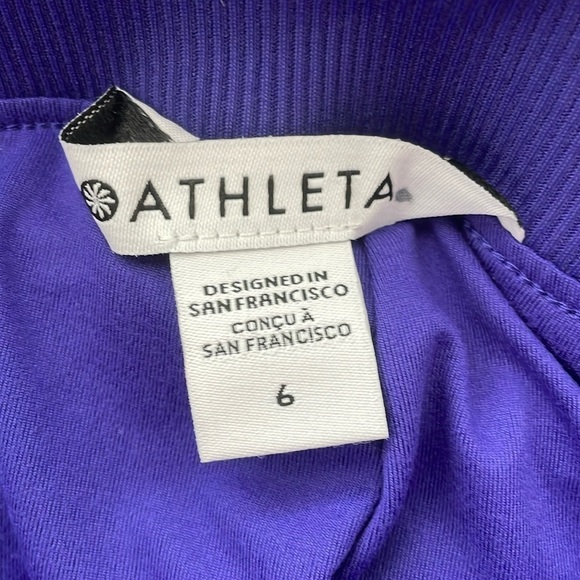 ATHLETA
DESIGNED IN
SAN FRANCISCO
CONÇU À
SAN FRANCISCO
6